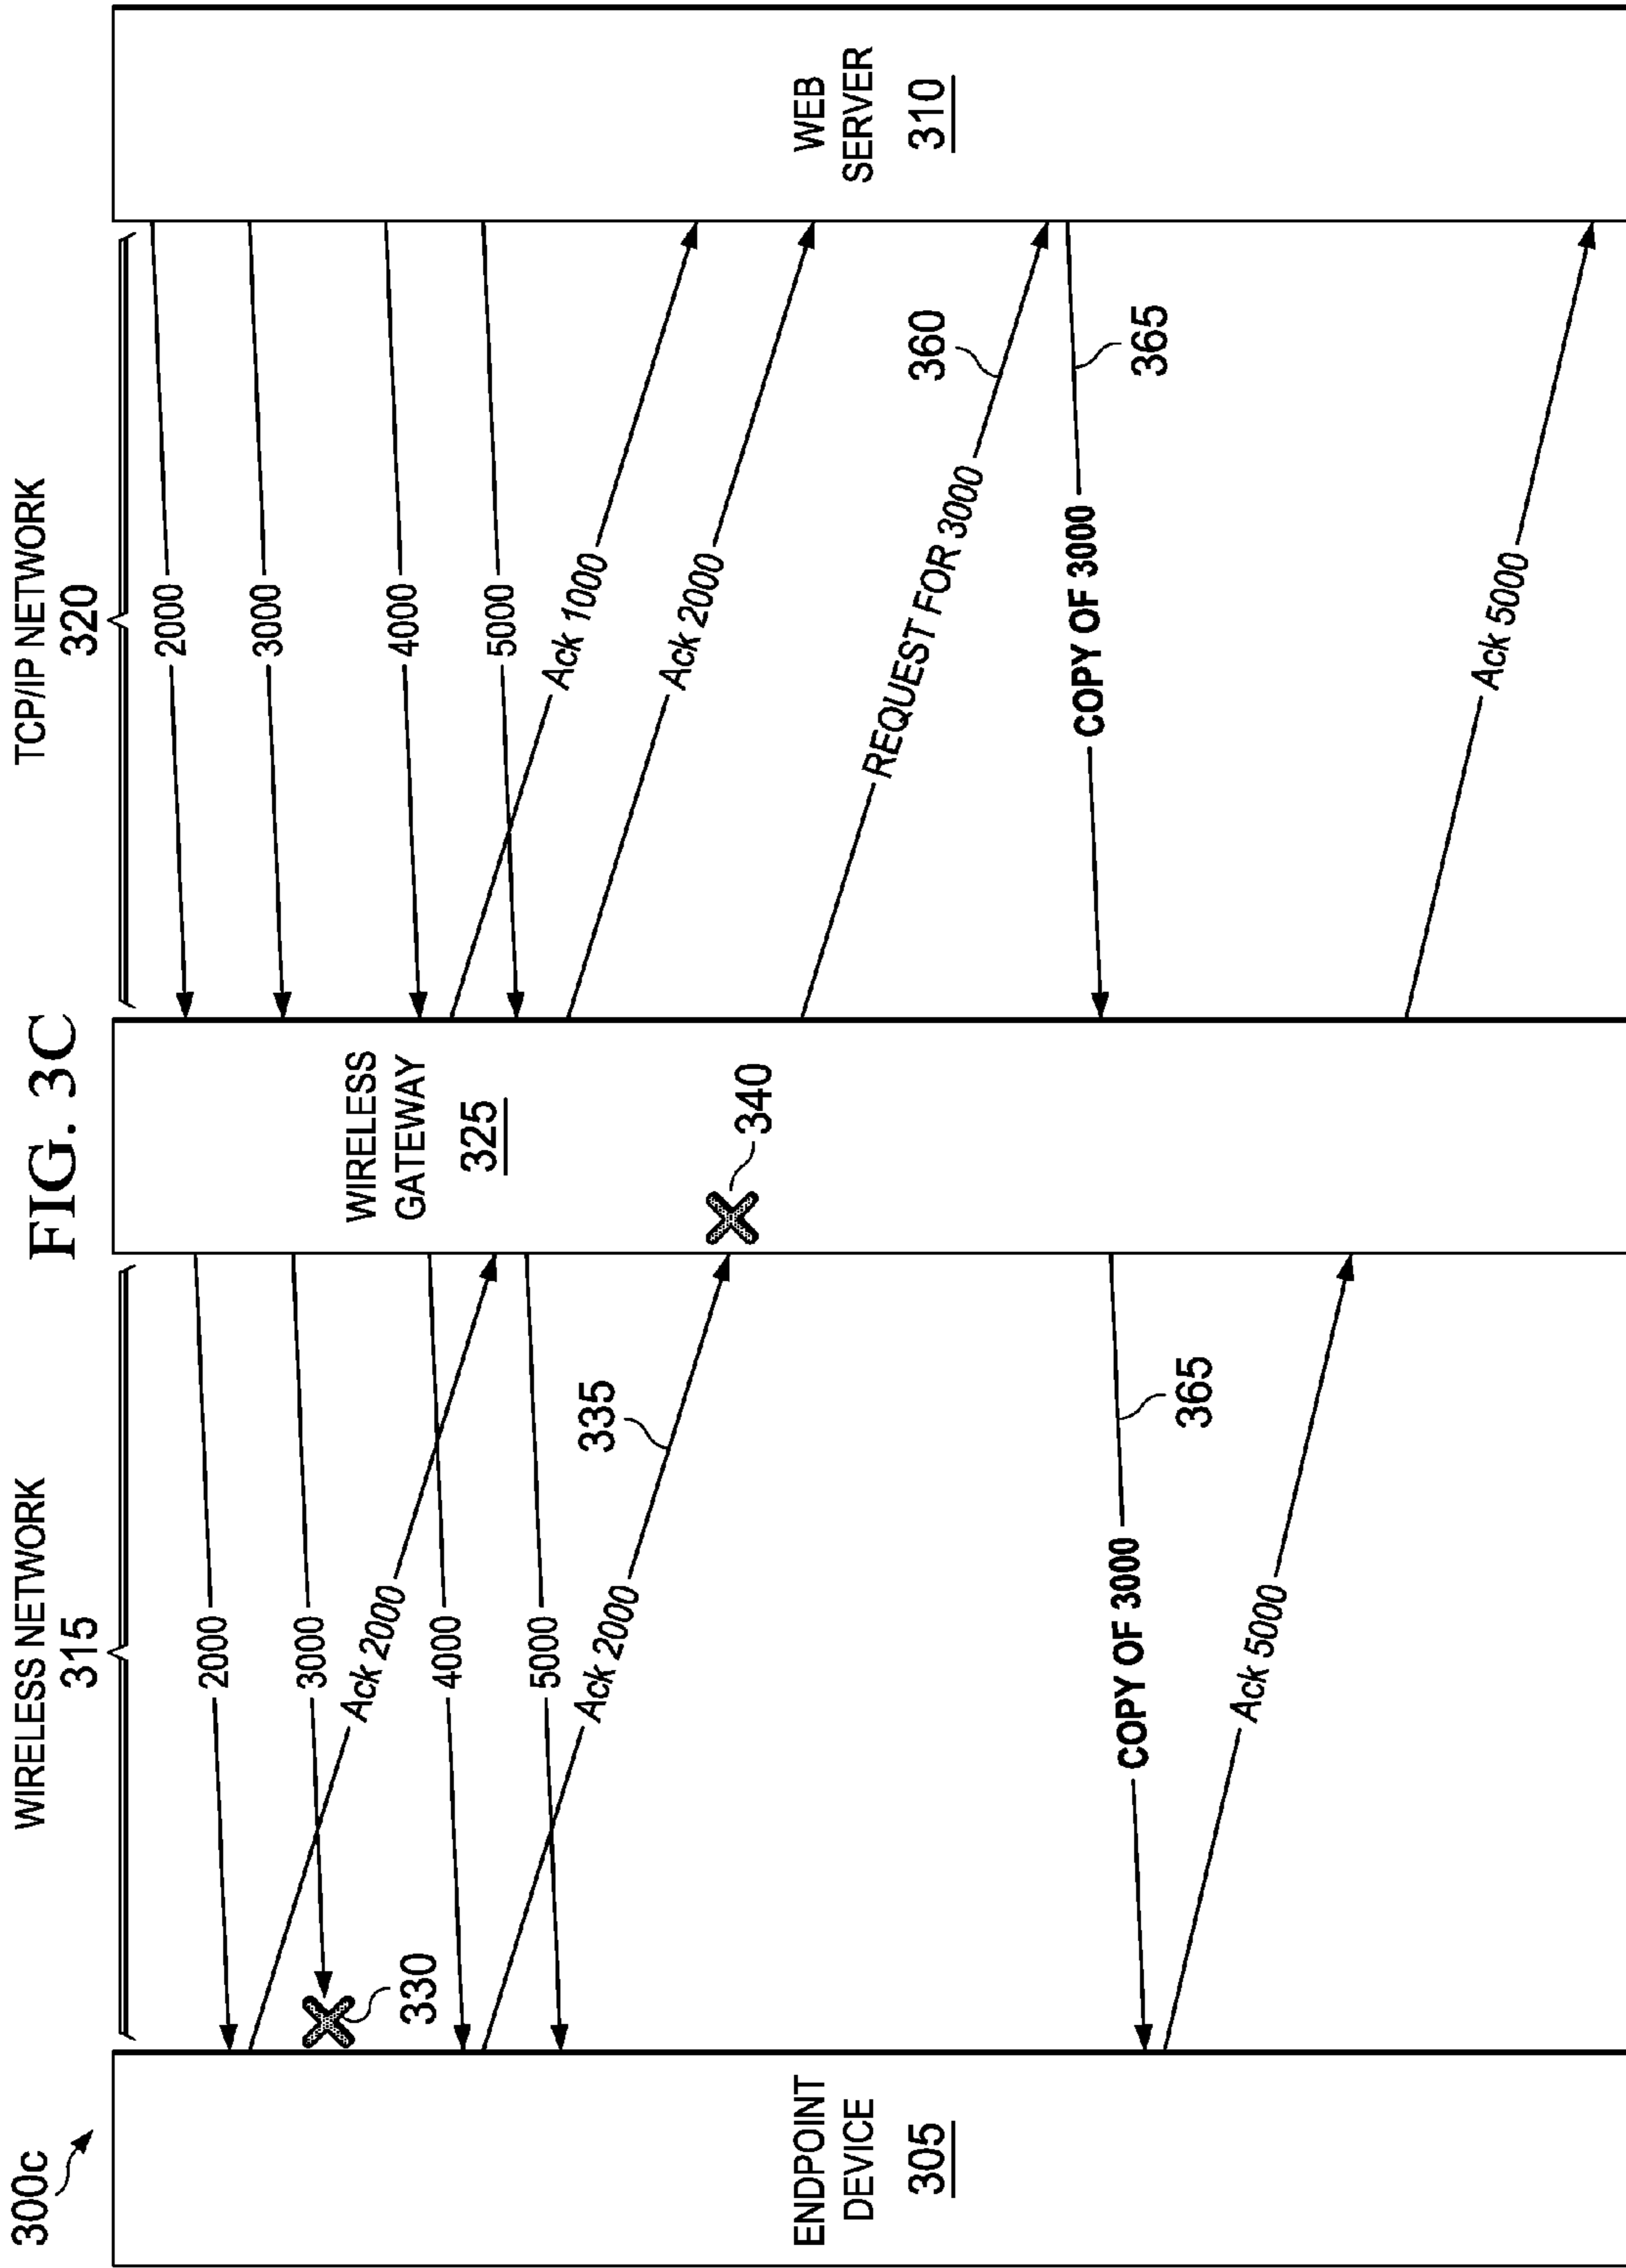 FIG. 3C
300c
WIRELESS NETWORK
315
TCP/IP NETWORK
320
ENDPOINT
DEVICE
305
WIRELESS
GATEWAY
325
WEB
SERVER
310
2000
3000
Ack 2000
4000
5000
Ack 2000
330
335
340
COPY OF 3000
365
Ack 5000
2000
3000
4000
5000
Ack 1000
Ack 2000
REQUEST FOR 3000
360
COPY OF 3000
365
Ack 5000